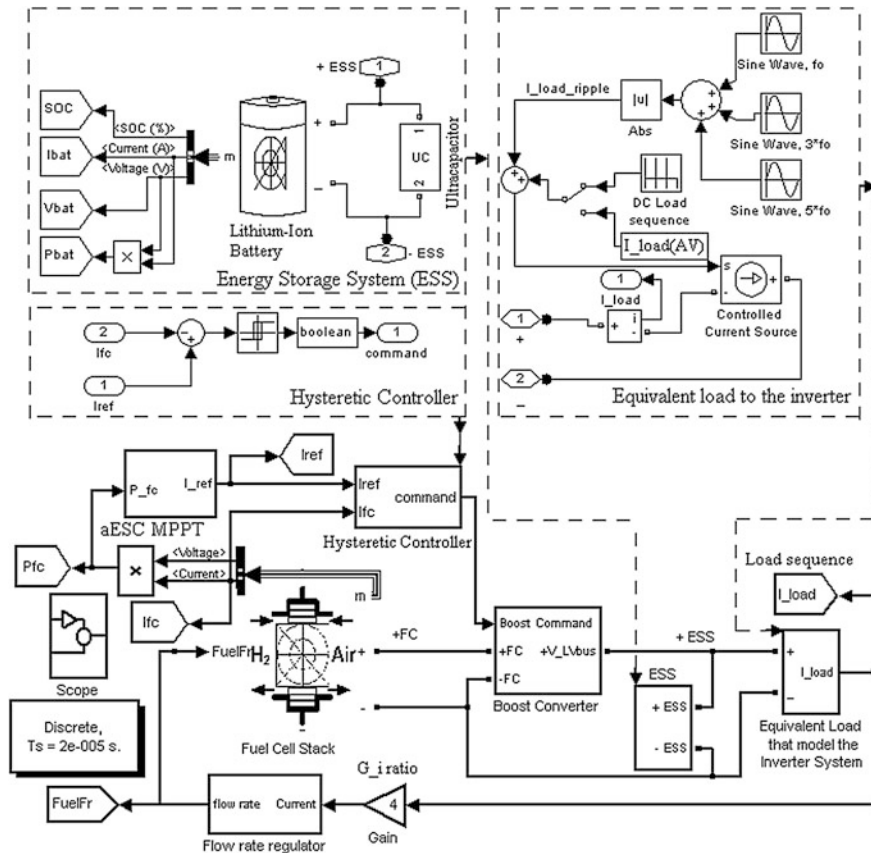 + ESS
1
SOC
<SOC (%)>
Ibat
<Current (A)>
<Voltage (V)>
m
+
−
1
UC
2
Ultracapacitor
Vbat
Pbat
×
Lithium-Ion
Battery
2
- ESS
Energy Storage System (ESS)
Sine Wave, fo
I_load_ripple
|u|
Abs
+
+
+
Sine Wave, 3*fo
+
+
DC Load
sequence
Sine Wave, 5*fo
I_load(AV)
1
I_load
s
-
+
Controlled
Current Source
1
+
+
i
-
2
−
Equivalent load to the inverter
2
Ifc
−
+
boolean
1
command
1
Iref
Hysteretic Controller
Iref
P_fc
I_ref
aESC MPPT
Iref
Ifc
command
Hysteretic Controller
Pfc
×
<Voltage>
<Current>
m
Ifc
Scope
FuelFr
H2
Air
+
-
Fuel Cell Stack
+FC
Boost Command
+FC
-FC
+V_LVbus
Boost Converter
+ ESS
ESS
+ ESS
- ESS
Load sequence
I_load
+
−
I_load
Equivalent Load
that model the
Inverter System
Discrete,
Ts = 2e-005 s.
FuelFr
flow rate
Current
Flow rate regulator
G_i ratio
4
Gain